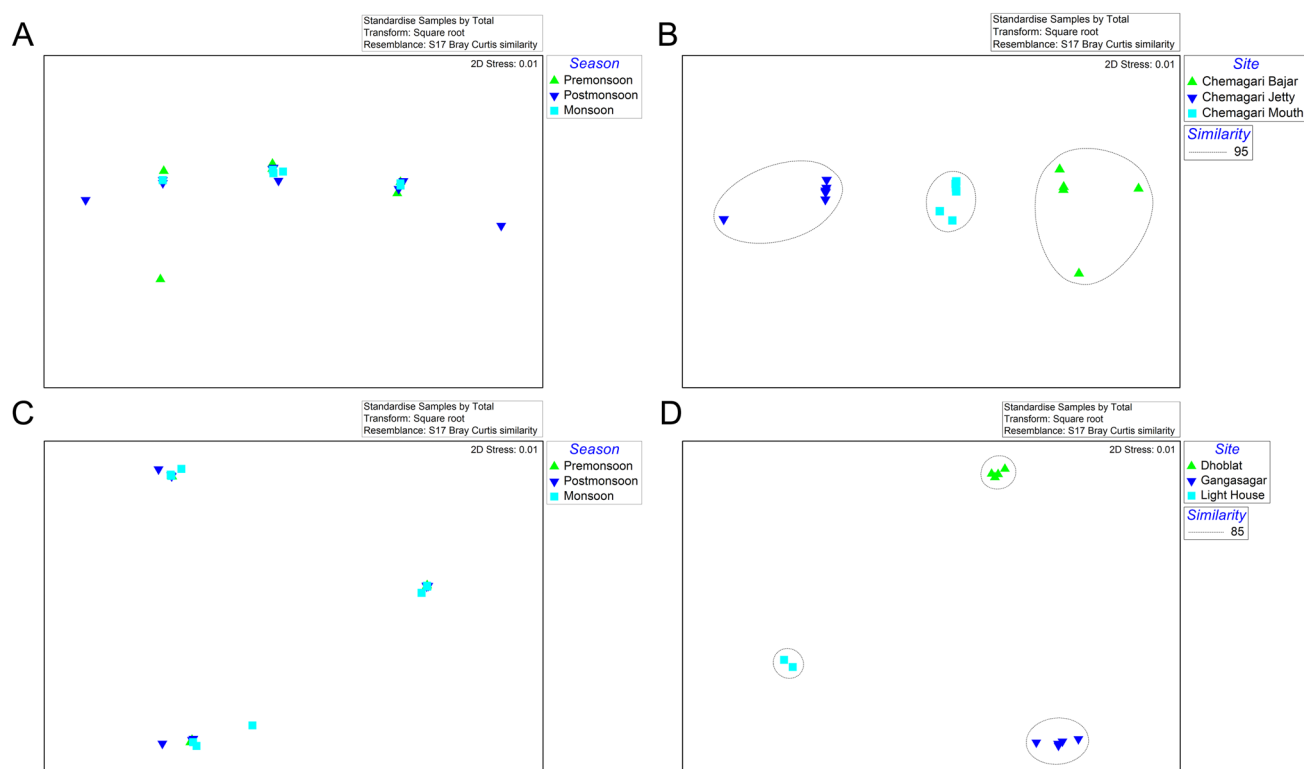 A
Standardise Samples by Total
Transform: Square root
Resemblance: S17 Bray Curtis similarity
2D Stress: 0.01
Season
Premonsoon
Postmonsoon
Monsoon
B
Standardise Samples by Total
Transform: Square root
Resemblance: S17 Bray Curtis similarity
2D Stress: 0.01
Site
Chemagari Bajar
Chemagari Jetty
Chemagari Mouth
Similarity
95
C
Standardise Samples by Total
Transform: Square root
Resemblance: S17 Bray Curtis similarity
2D Stress: 0.01
Season
Premonsoon
Postmonsoon
Monsoon
D
Standardise Samples by Total
Transform: Square root
Resemblance: S17 Bray Curtis similarity
2D Stress: 0.01
Site
Dhoblat
Gangasagar
Light House
Similarity
85